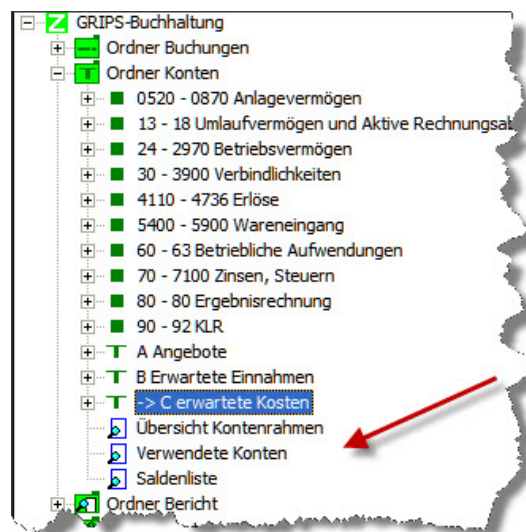 GRIPS-Buchhaltung
Ordner Buchungen
Ordner Konten
0520 - 0870 Anlagevermögen
13 - 18 Umlaufvermögen und Aktive Rechnungsab
24 - 2970 Betriebsvermögen
30 - 3900 Verbindlichkeiten
4110 - 4736 Erlöse
5400 - 5900 Wareneingang
60 - 63 Betriebliche Aufwendungen
70 - 7100 Zinsen, Steuern
80 - 80 Ergebnisrechnung
90 - 92 KLR
A Angebote
B Erwartete Einnahmen
-> C erwartete Kosten
Übersicht Kontenrahmen
Verwendete Konten
Saldenliste
Ordner Bericht